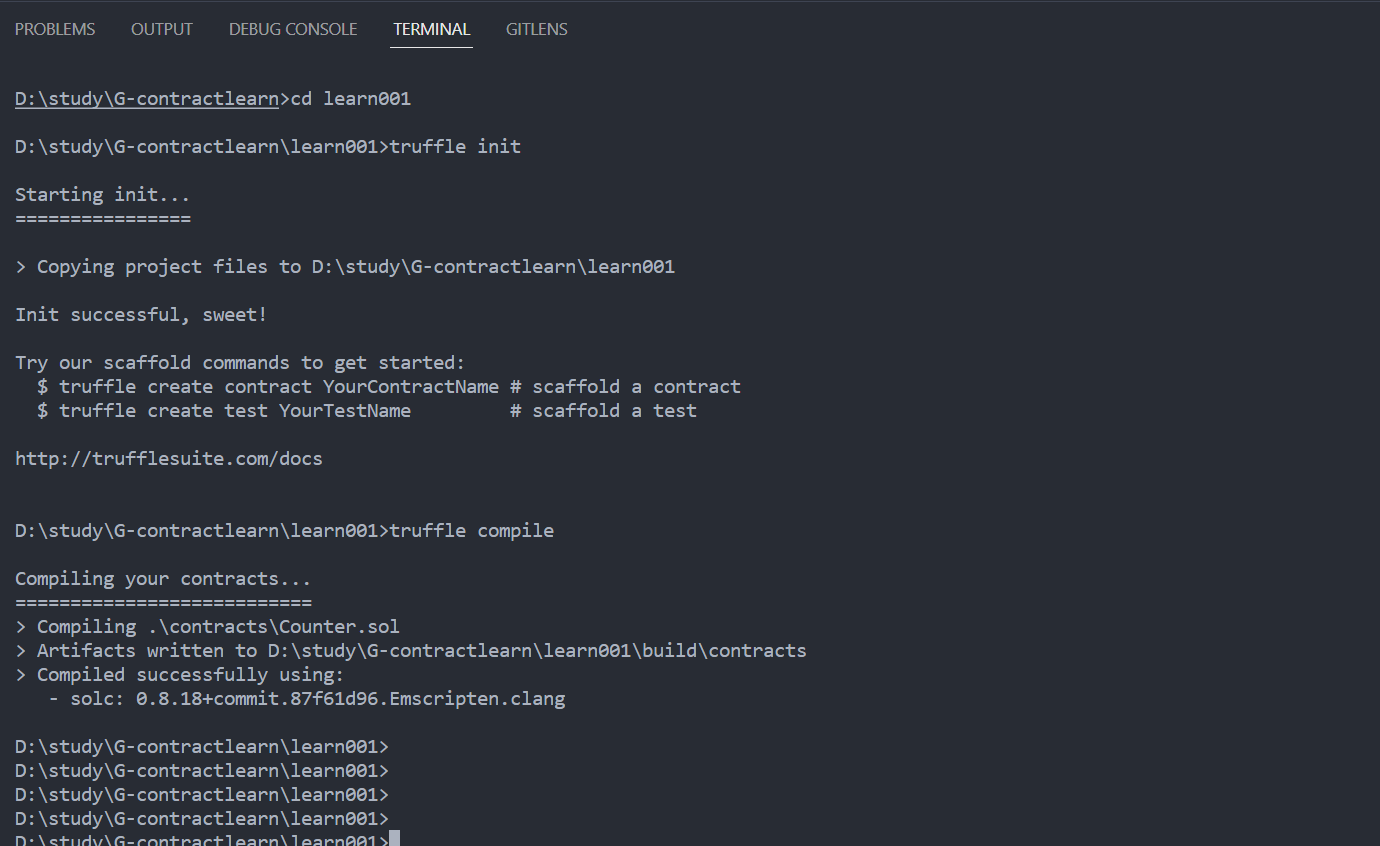 PROBLEMS OUTPUT DEBUG CONSOLE TERMINAL GITLENS
D:\study\G-contractlearn>cd learn001
D:\study\G-contractlearn\learn001>truffle init
Starting init...
================
> Copying project files to D:\study\G-contractlearn\learn001
Init successful, sweet!
Try our scaffold commands to get started:
  $ truffle create contract YourContractName # scaffold a contract
  $ truffle create test YourTestName         # scaffold a test
http://trufflesuite.com/docs
D:\study\G-contractlearn\learn001>truffle compile
Compiling your contracts...
===========================
> Compiling .\contracts\Counter.sol
> Artifacts written to D:\study\G-contractlearn\learn001\build\contracts
> Compiled successfully using:
   - solc: 0.8.18+commit.87f61d96.Emscripten.clang
D:\study\G-contractlearn\learn001>
D:\study\G-contractlearn\learn001>
D:\study\G-contractlearn\learn001>
D:\study\G-contractlearn\learn001>
D:\study\G-contractlearn\learn001>